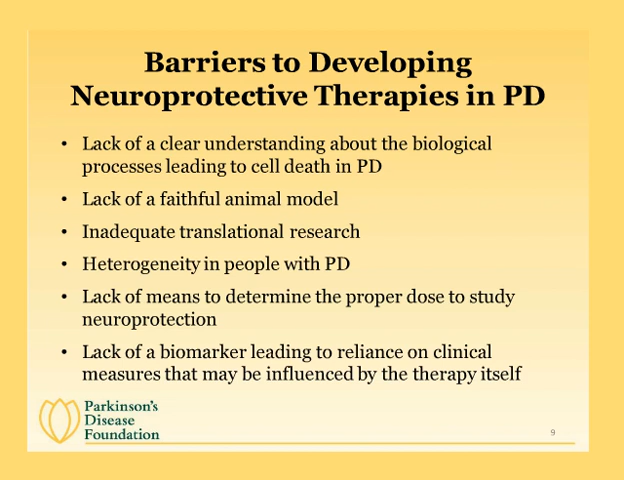 Barriers to Developing
Neuroprotective Therapies in PD
• Lack of a clear understanding about the biological
processes leading to cell death in PD
• Lack of a faithful animal model
• Inadequate translational research
• Heterogeneity in people with PD
• Lack of means to determine the proper dose to study
neuroprotection
• Lack of a biomarker leading to reliance on clinical
measures that may be influenced by the therapy itself
Parkinson's
Disease
Foundation
9